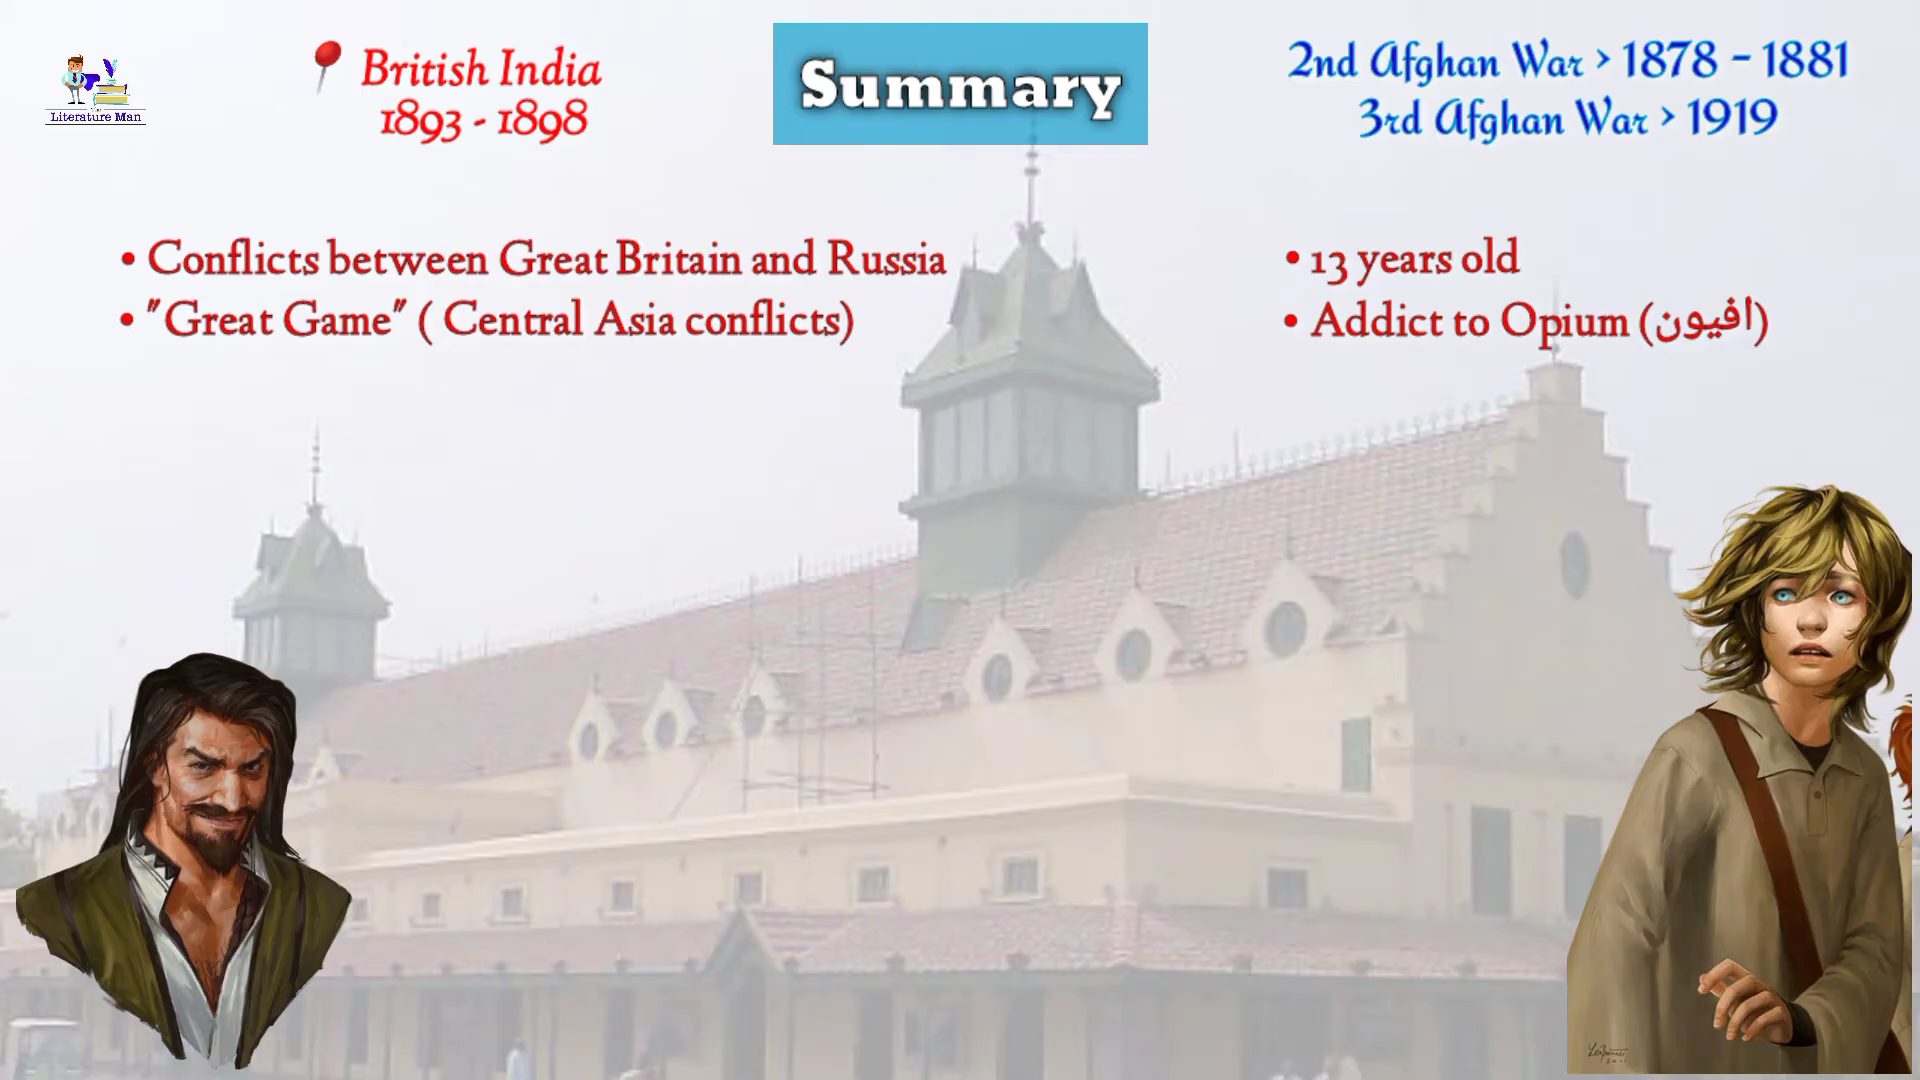 Literature Man
British India
1893 - 1898
Summary
2nd Afghan War > 1878 - 1881
3rd Afghan War > 1919
• Conflicts between Great Britain and Russia
• "Great Game" ( Central Asia conflicts)
• 13 years old
• Addict to Opium (افیون)